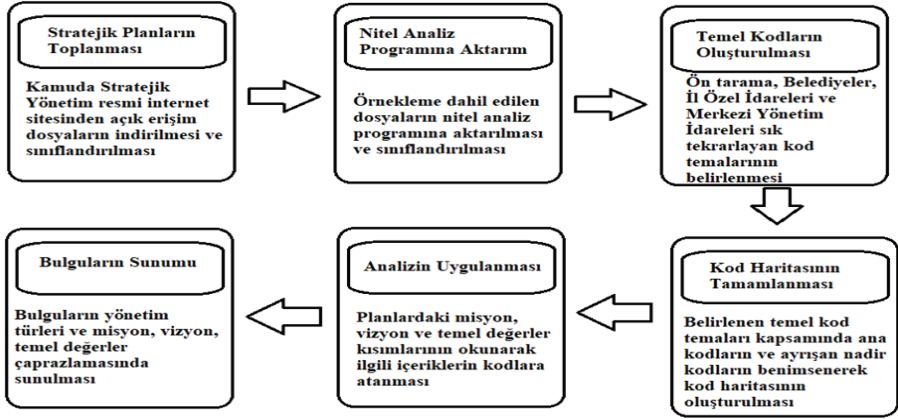 Stratejik Planların
Toplanması
Kamuda Stratejik
Yönetim resmi internet
sitesinden açık erişim
dosyaların indirilmesi ve
sınıflandırılması
Nitel Analiz
Programına Aktarım
Örnekleme dahil edilen
dosyaların nitel analiz
programına aktarılması
ve sınıflandırılması
Temel Kodların
Oluşturulması
Ön tarama, Belediyeler,
İl Özel İdareleri ve
Merkezi Yönetim
İdareleri sık
tekrarlayan kod
temalarının
belirlenmesi
Kod Haritasının
Tamamlanması
Belirlenen temel kod
temaları kapsamında ana
kodların ve ayrışan nadir
kodların benimsenerek
kod haritasının
oluşturulması
Analizin Uygulanması
Planlardaki misyon,
vizyon ve temel değerler
kısımlarının okunarak
ilgili içeriklerin kodlara
atanması
Bulguların Sunumu
Bulguların yönetim
türleri ve misyon, vizyon,
temel değerler
çaprazlamasında
sunulması